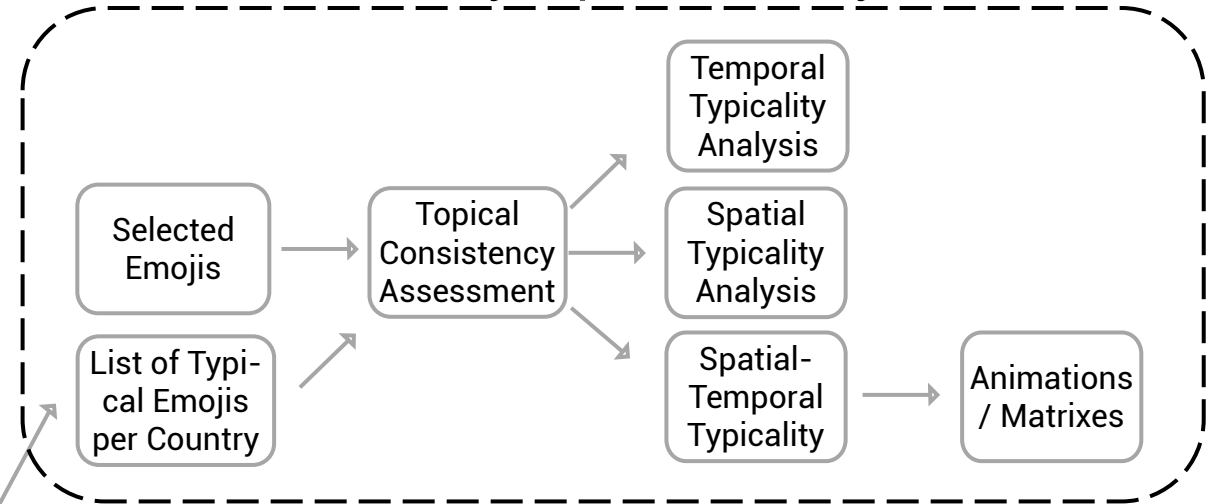 Selected
Emojis
List of Typi-
cal Emojis
per Country
Topical
Consistency
Assessment
Temporal
Typicality
Analysis
Spatial
Typicality
Analysis
Spatial-
Temporal
Typicality
Animations
/ Matrixes